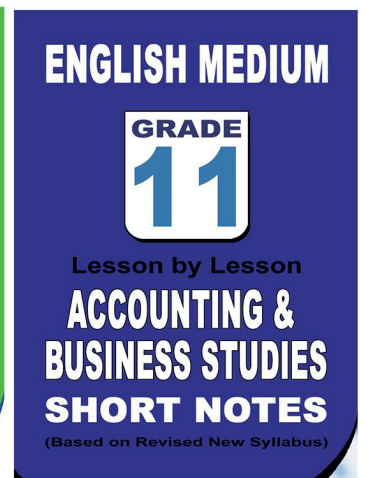 ENGLISH MEDIUM
GRADE
11
Lesson by Lesson
ACCOUNTING &
BUSINESS STUDIES
SHORT NOTES
(Based on Revised New Syllabus)